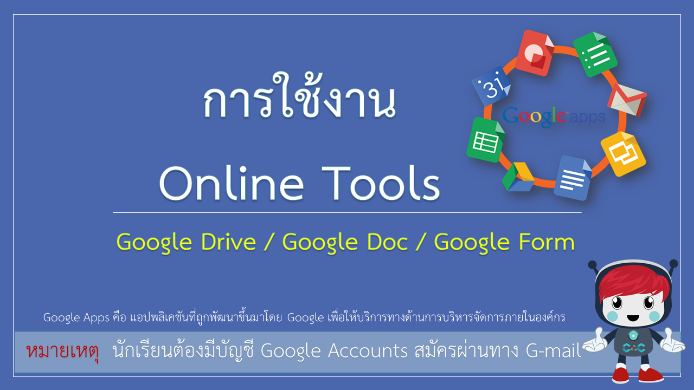 การใช้งาน
Online Tools
Google Drive / Google Doc / Google Form
Google apps
31
Google Apps คือ แอปพลิเคชันที่ถูกพัฒนาขึ้นมาโดย Google เพื่อให้บริการทางด้านการบริหารจัดการภายในองค์กร
หมายเหตุ นักเรียนต้องมีบัญชี Google Accounts สมัครผ่านทาง G-mail